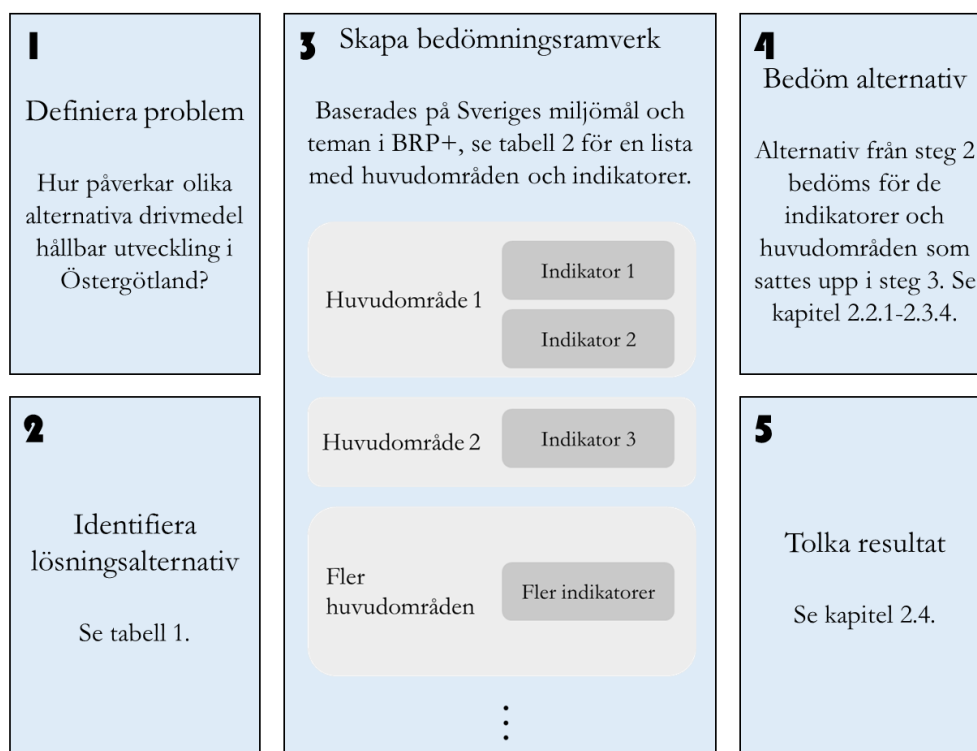 1
Definiera problem
Hur påverkar olika
alternativa drivmedel
hållbar utveckling i
Östergötland?
2
Identifiera
lösningsalternativ
Se tabell 1.
3 Skapa bedömningsramverk
Baserades på Sveriges miljömål och
teman i BRP+, se tabell 2 för en lista
med huvudområden och indikatorer.
Huvudområde 1
Indikator 1
Indikator 2
Huvudområde 2
Indikator 3
Fler
huvudområden
Fler indikatorer
⋮
4
Bedöm alternativ
Alternativ från steg 2
bedöms för de
indikatorer och
huvudområden som
sattes upp i steg 3. Se
kapitel 2.2.1-2.3.4.
5
Tolka resultat
Se kapitel 2.4.